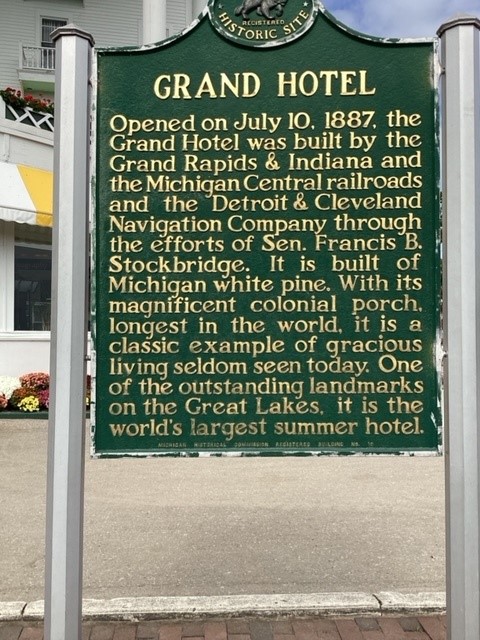 REGISTERED
HISTORIC SITE
GRAND HOTEL
Opened on July 10, 1887, the
Grand Hotel was built by the
Grand Rapids & Indiana and
the Michigan Central railroads
and the Detroit & Cleveland
Navigation Company through
the efforts of Sen. Francis B.
Stockbridge. It is built of
Michigan white pine. With its
magnificent colonial porch,
longest in the world, it is a
classic example of gracious
living seldom seen today. One
of the outstanding landmarks
on the Great Lakes, it is the
world's largest summer hotel.
MICHIGAN HISTORICAL COMMISSION REGISTERED BUILDING NO.